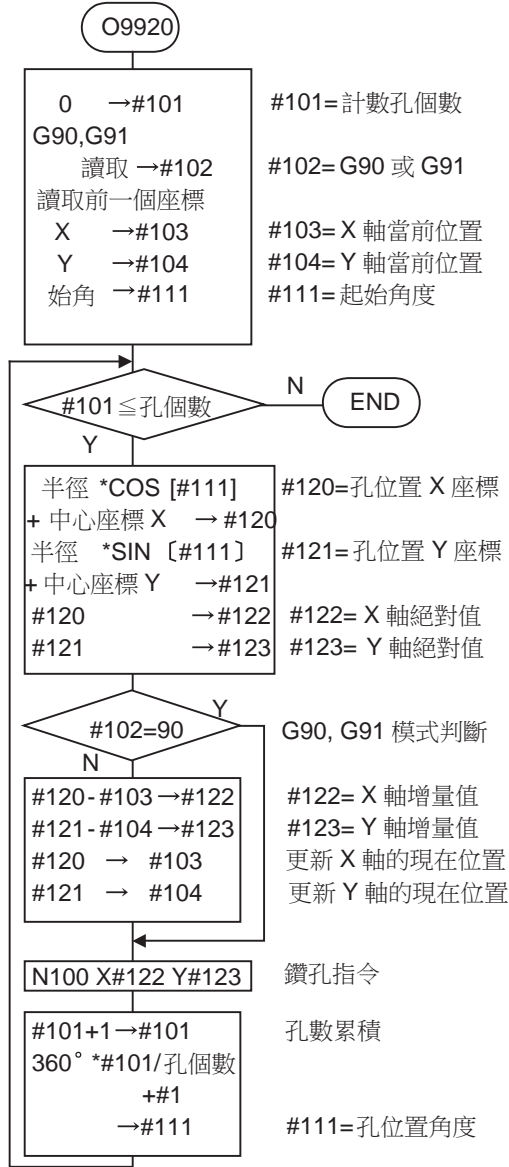 O9920
0 →#101 #101=計數孔個數
G90,G91
讀取 →#102 #102=G90 或 G91
讀取前一個座標
X →#103 #103= X 軸當前位置
Y →#104 #104= Y 軸當前位置
始角 →#111 #111= 起始角度
#101≦孔個數 N END
Y
半徑 *COS [#111] #120=孔位置 X 座標
+ 中心座標 X →#120
半徑 *SIN〔#111〕 #121=孔位置 Y 座標
+ 中心座標 Y →#121
#120 →#122 #122= X 軸絕對值
#121 →#123 #123= Y 軸絕對值
#102=90 Y G90, G91 模式判斷
N
#120-#103→#122 #122= X 軸增量值
#121-#104→#123 #123= Y 軸增量值
#120 → #103 更新 X 軸的現在位置
#121 → #104 更新 Y 軸的現在位置
N100 X#122 Y#123 鑽孔指令
#101+1→#101 孔數累積
360° *#101/孔個數
+#1
→#111 #111=孔位置角度